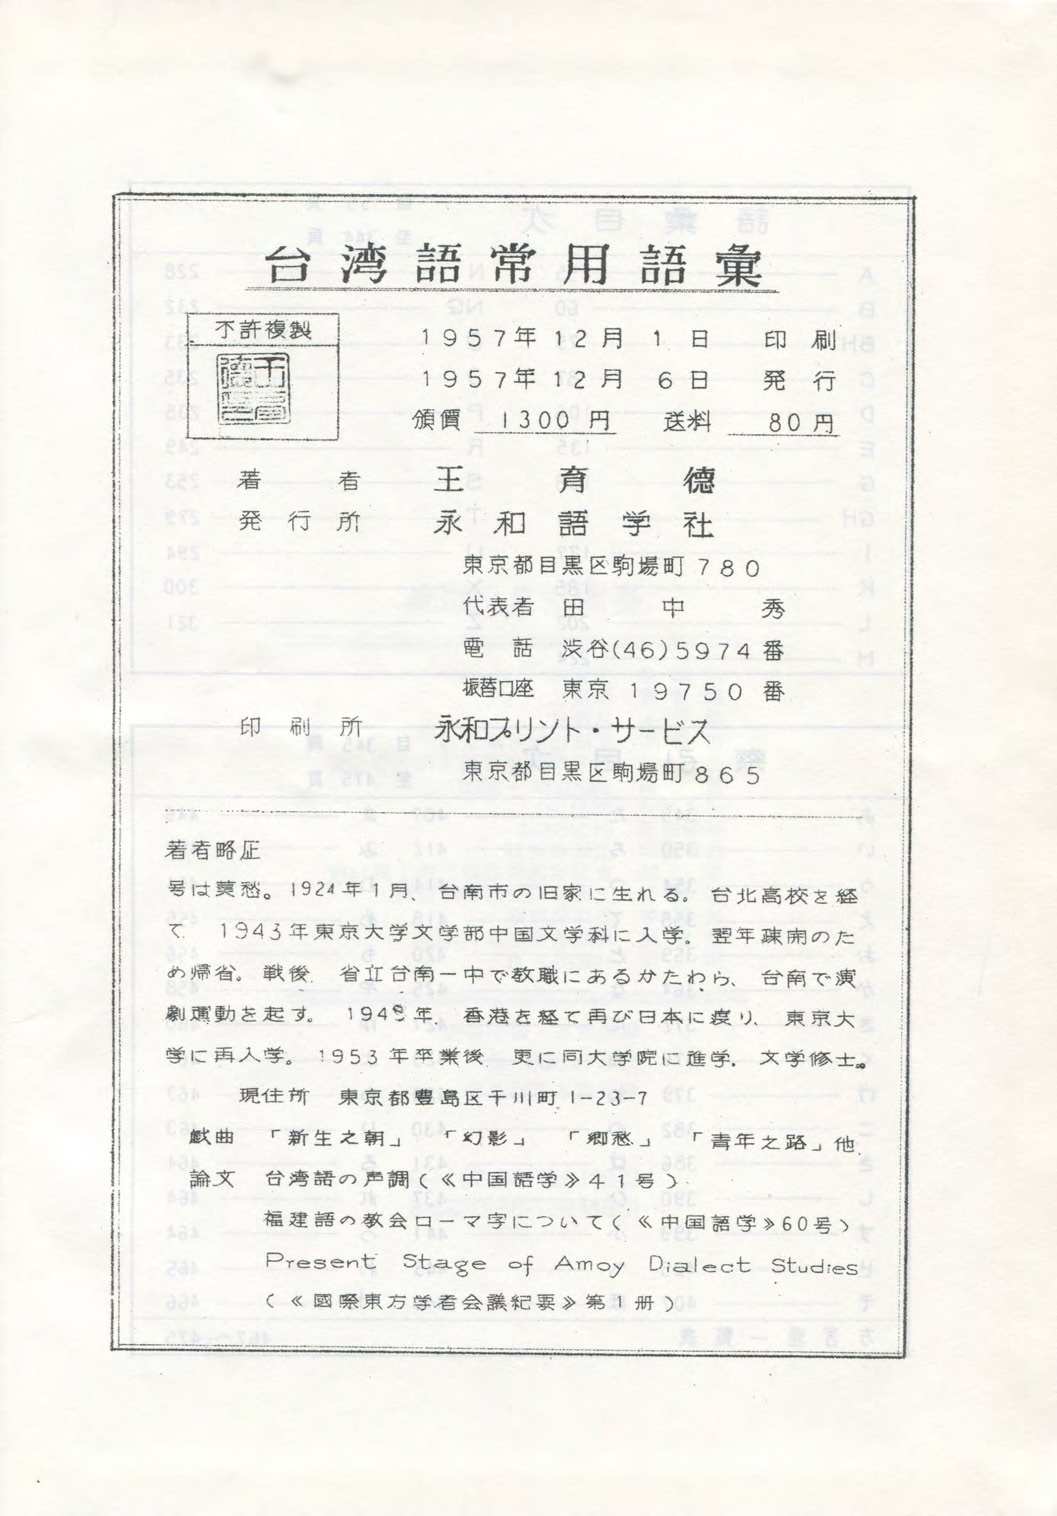 台湾語常用語彙
不許複製
1957年12月1日 印刷
1957年12月6日 発行
頒價 1300円 送料 80円
著者 王育德
発行所 永和語学社
東京都目黒区駒場町780
代表者 田中秀
電話 渋谷(46)5974番
振替口座 東京 19750番
印刷所 永和プリント・サービス
東京都目黒区駒場町865
著者略歴
号は莫愁。1924年1月、台南市の旧家に生れる。台北高校を経
て、1943年東京大学文学部中国文学科に入学。翌年疎開のた
め帰省。戦後、省立台南一中で教職にあるかたわら、台南で演
劇運動を起す。194年、香港を経て再び日本に渡り、東京大
学に再入学。1953年卒業後、更に同大学院に進学。文学修士。
現住所 東京都豊島区千川町1-23-7
戯曲 「新生之朝」 「幻影」 「郷愁」 「青年之路」他
論文 台湾語の声調(≪中国語学≫41号)
福建語の教会ローマ字について(≪中国語学≫60号)
Present Stage of Amoy Dialect Studies
(≪國際東方学者会議紀要≫第1册)